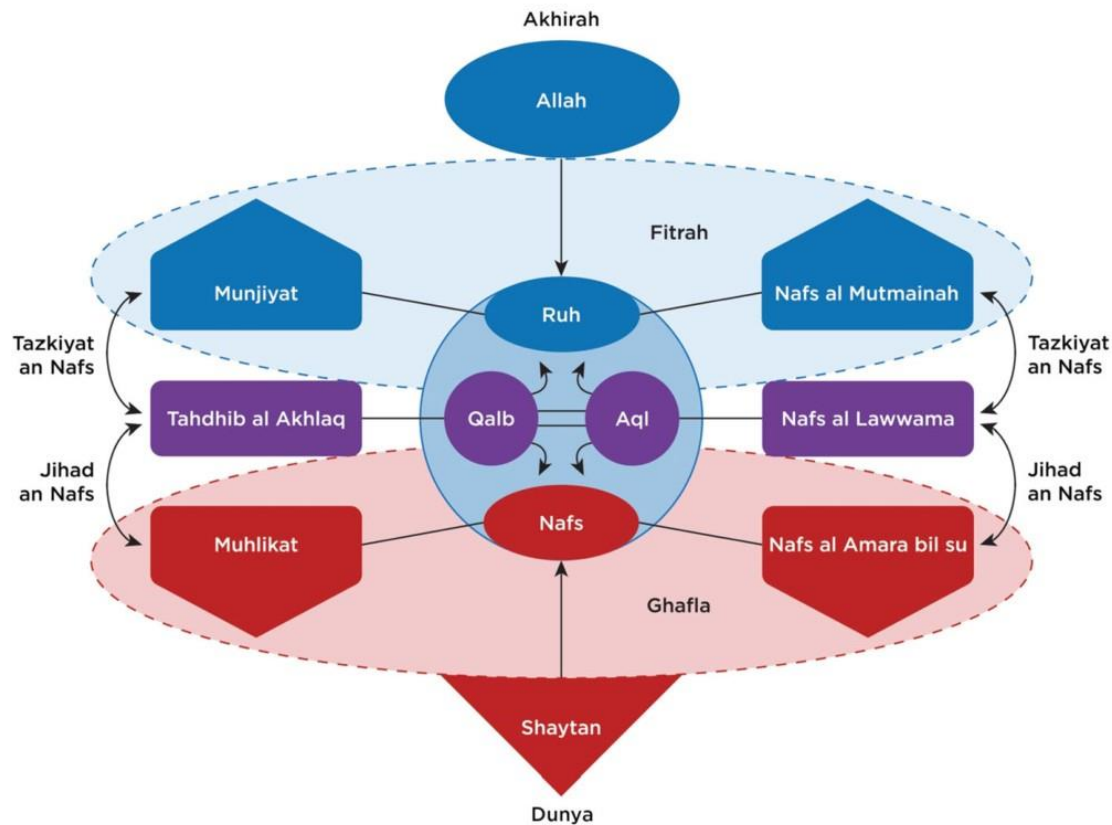 Akhirah
Allah
Fitrah
Munjiyat
Ruh
Nafs al Mutmainah
Tazkiyat
an Nafs
Tazkiyat
an Nafs
Tahdhib al Akhlaq
Qalb
Aql
Nafs al Lawwama
Jihad
an Nafs
Jihad
an Nafs
Muhlikat
Nafs
Nafs al Amara bil su
Ghafla
Shaytan
Dunya